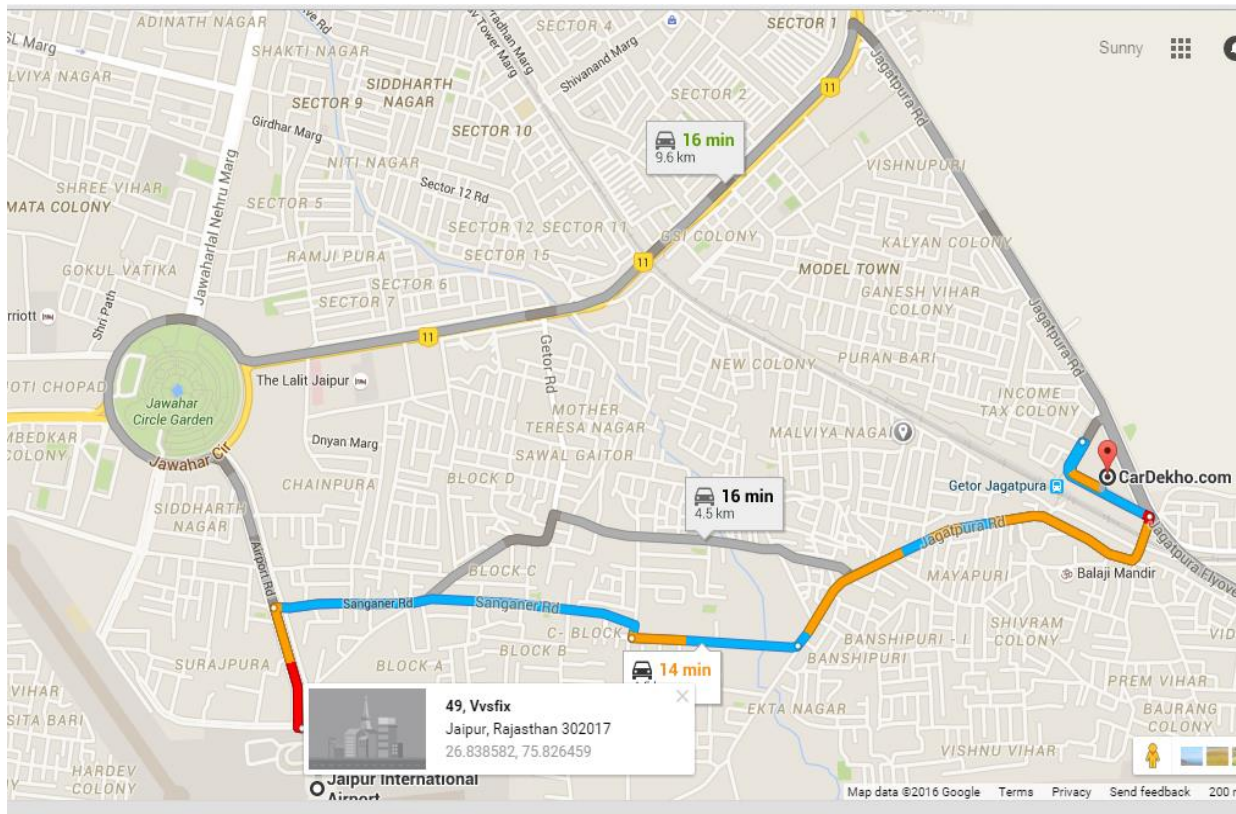 ADINATH NAGAR
SECTOR 4
SECTOR 1
Sunny
SL Marg
SHAKTI NAGAR
Pradhan Marg
Tower Marg
Shivanand Marg
Jagatpura Rd
LVIYA NAGAR
SIDDHARTH
NAGAR
SECTOR 9
SECTOR 2
11
Girdhar Marg
SECTOR 10
16 min
9.6 km
NITI NAGAR
VISHNUPURI
SHREE VIHAR
Sector 12 Rd
MATA COLONY
SECTOR 5
Jawaharlal Nehru Marg
SECTOR 12
SECTOR 11
GSI COLONY
KALYAN COLONY
RAMJI PURA
SECTOR 15
11
MODEL TOWN
GOKUL VATIKA
SECTOR 6
SECTOR 7
GANESH VIHAR
COLONY
Shri Path
rriott
11
Getor Rd
Jagatpura Rd
NEW COLONY
PURAN BARI
The Lalit Jaipur
JOTI CHOPAD
INCOME
TAX COLONY
Jawahar
Circle Garden
MOTHER
TERESA NAGAR
MBEDKAR
COLONY
Dnyan Marg
MALVIYA NAGAR
Jawahar Cir
SAWAL GAITOR
CHAINPURA
BLOCK D
CarDekho.com
Getor Jagatpura
16 min
4.5 km
SIDDHARTH
NAGAR
Jagatpura Rd
Jagatpura Flyove
Airport Rd
BLOCK C
MAYAPURI
Balaji Mandir
Sanganer Rd
Sanganer Rd
C- BLOCK
BANSHIPURI - I
SHIVRAM
COLONY
VID
SURAJPURA
BLOCK A
BLOCK B
BANSHIPURI
14 min
VIHAR
PREM VIHAR
49, Vvsfix
Jaipur, Rajasthan 302017
26.838582, 75.826459
EKTA NAGAR
SITA BARI
BAJRANG
COLONY
VISHNU VIHAR
HARDEV
COLONY
Jaipur International
Airport
Map data ©2016 Google
Terms
Privacy
Send feedback
200 m